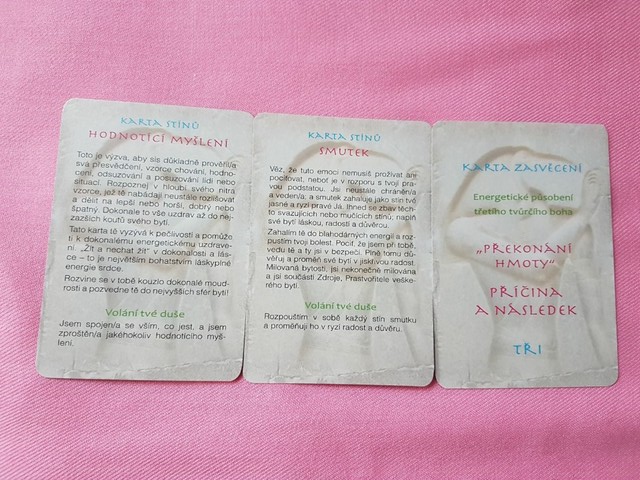 KARTA STÍNŮ
HODNOTÍCÍ MYŠLENÍ
Toto je výzva, aby sis důkladně prověřil/a
svá přesvědčení, vzorce chování, hodno-
cení, odsuzování a posuzování lidí nebo
situací. Rozpoznej v hloubi svého nitra
vzorce, jež tě nabádají neustále rozlišovat
a dělit na lepší nebo horší, dobrý nebo
špatný. Dokonale to vše uzdrav až do nej-
zazších koutů svého bytí.
Tato karta tě vyzývá k pečlivosti a pomůže
ti k dokonalému energetickému uzdrave-
ní. „Žít a nechat žít“ v dokonalosti a lás-
ce – to je největším bohatstvím láskyplné
energie srdce.
Rozvine se v tobě kouzlo dokonalé moud-
rosti a pozvedne tě do nejvyšších sfér bytí!
Volání tvé duše
Jsem spojen/a se vším, co jest, a jsem
zproštěn/a jakéhokoliv hodnotícího myš-
lení.
KARTA STÍNŮ
SMUTEK
Věz, že tuto emoci nemusíš prožívat ani
pociťovat, neboť je v rozporu s tvojí pra-
vou podstatou. Jsi neustále chráněn/a
a veden/a; a smutek zahaluje jako stín tvé
jasné a ryzí pravé Já. Ihned se zbav těch-
to svazujících nebo mučících stínů; naplň
své bytí láskou, radostí a důvěrou.
Zahalím tě do blahodárných energií a roz-
pustím tvoji bolest. Pociť, že jsem při tobě,
vedu tě a ty jsi v bezpečí. Plně tomu dů-
věřuj a proměň své bytí v jiskřivou radost.
Milovaná bytosti, jsi nekonečně milována
a jsi součástí Zdroje, Prastvořitele veške-
rého bytí.
Volání tvé duše
Rozpouštím v sobě každý stín smutku
a proměňuji ho v ryzí radost a důvěru.
KARTA ZASVĚCENÍ
Energetické působení
třetího tvůrčího boha
„PŘEKONÁNÍ
HMOTY“
PŘÍČINA
A NÁSLEDEK
TŘI